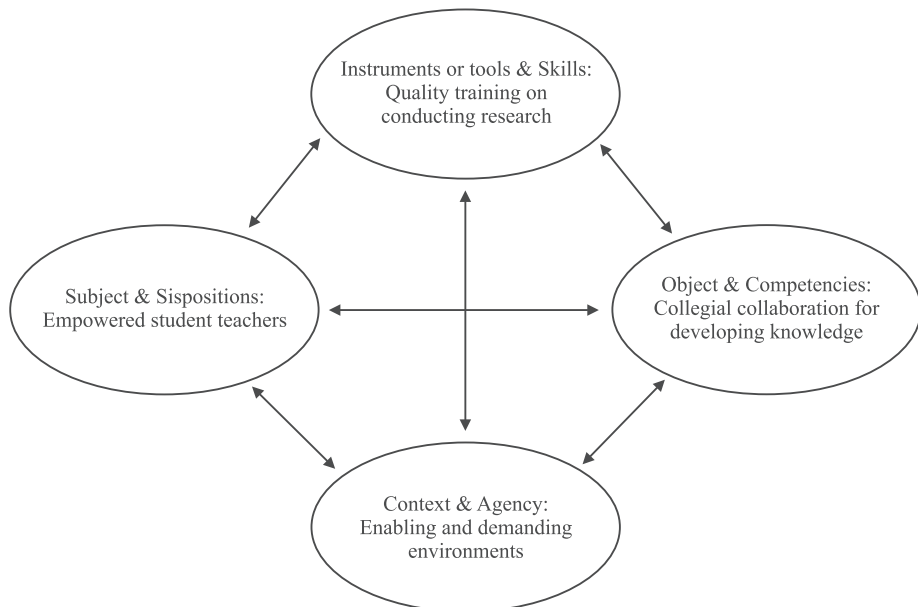 Instruments or tools & Skills:
Quality training on
conducting research
Subject & Sispositions:
Empowered student teachers
Object & Competencies:
Collegial collaboration for
developing knowledge
Context & Agency:
Enabling and demanding
environments